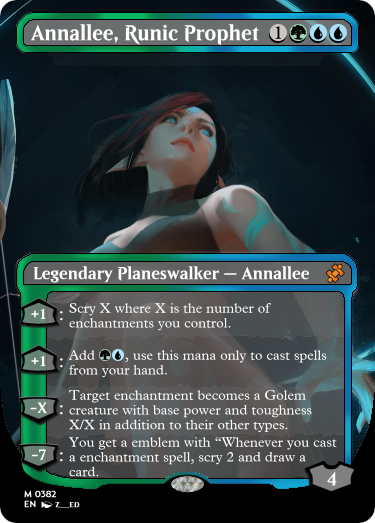 Annallee, Runic Prophet 1
Legendary Planeswalker — Annallee
+1 : Scry X where X is the number of
enchantments you control.
+1 : Add , use this mana only to cast spells
from your hand.
-X : Target enchantment becomes a Golem
creature with base power and toughness
X/X in addition to their other types.
-7 : You get a emblem with “Whenever you cast
a enchantment spell, scry 2 and draw a
card.
4
M 0382
EN Z__ED